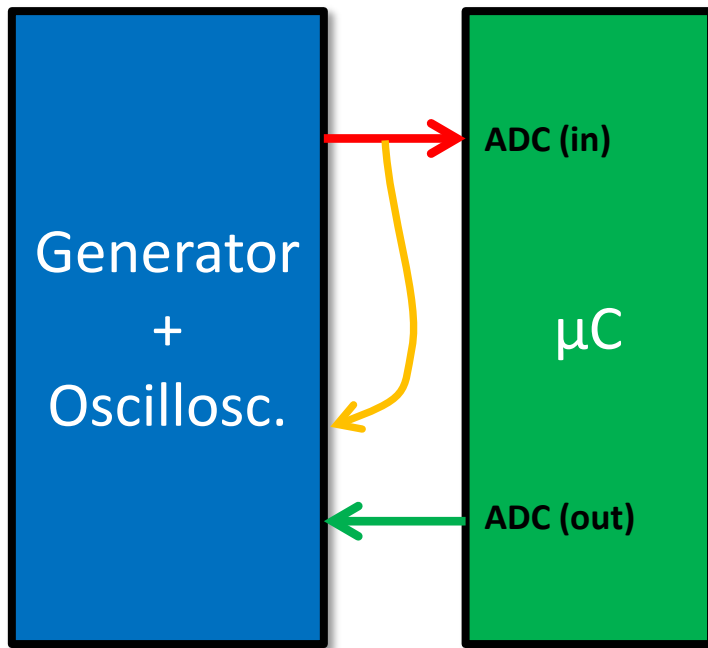 Generator
+
Oscillosc.
ADC (in)
µC
ADC (out)